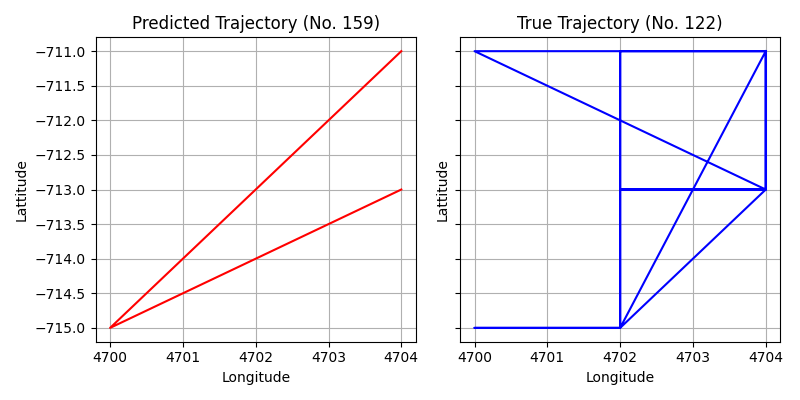 Predicted Trajectory (No. 159)
True Trajectory (No. 122)
−711.0
−711.5
−712.0
−712.5
−713.0
−713.5
−714.0
−714.5
−715.0
Lattitude
Lattitude
4700 4701 4702 4703 4704
4700 4701 4702 4703 4704
Longitude
Longitude